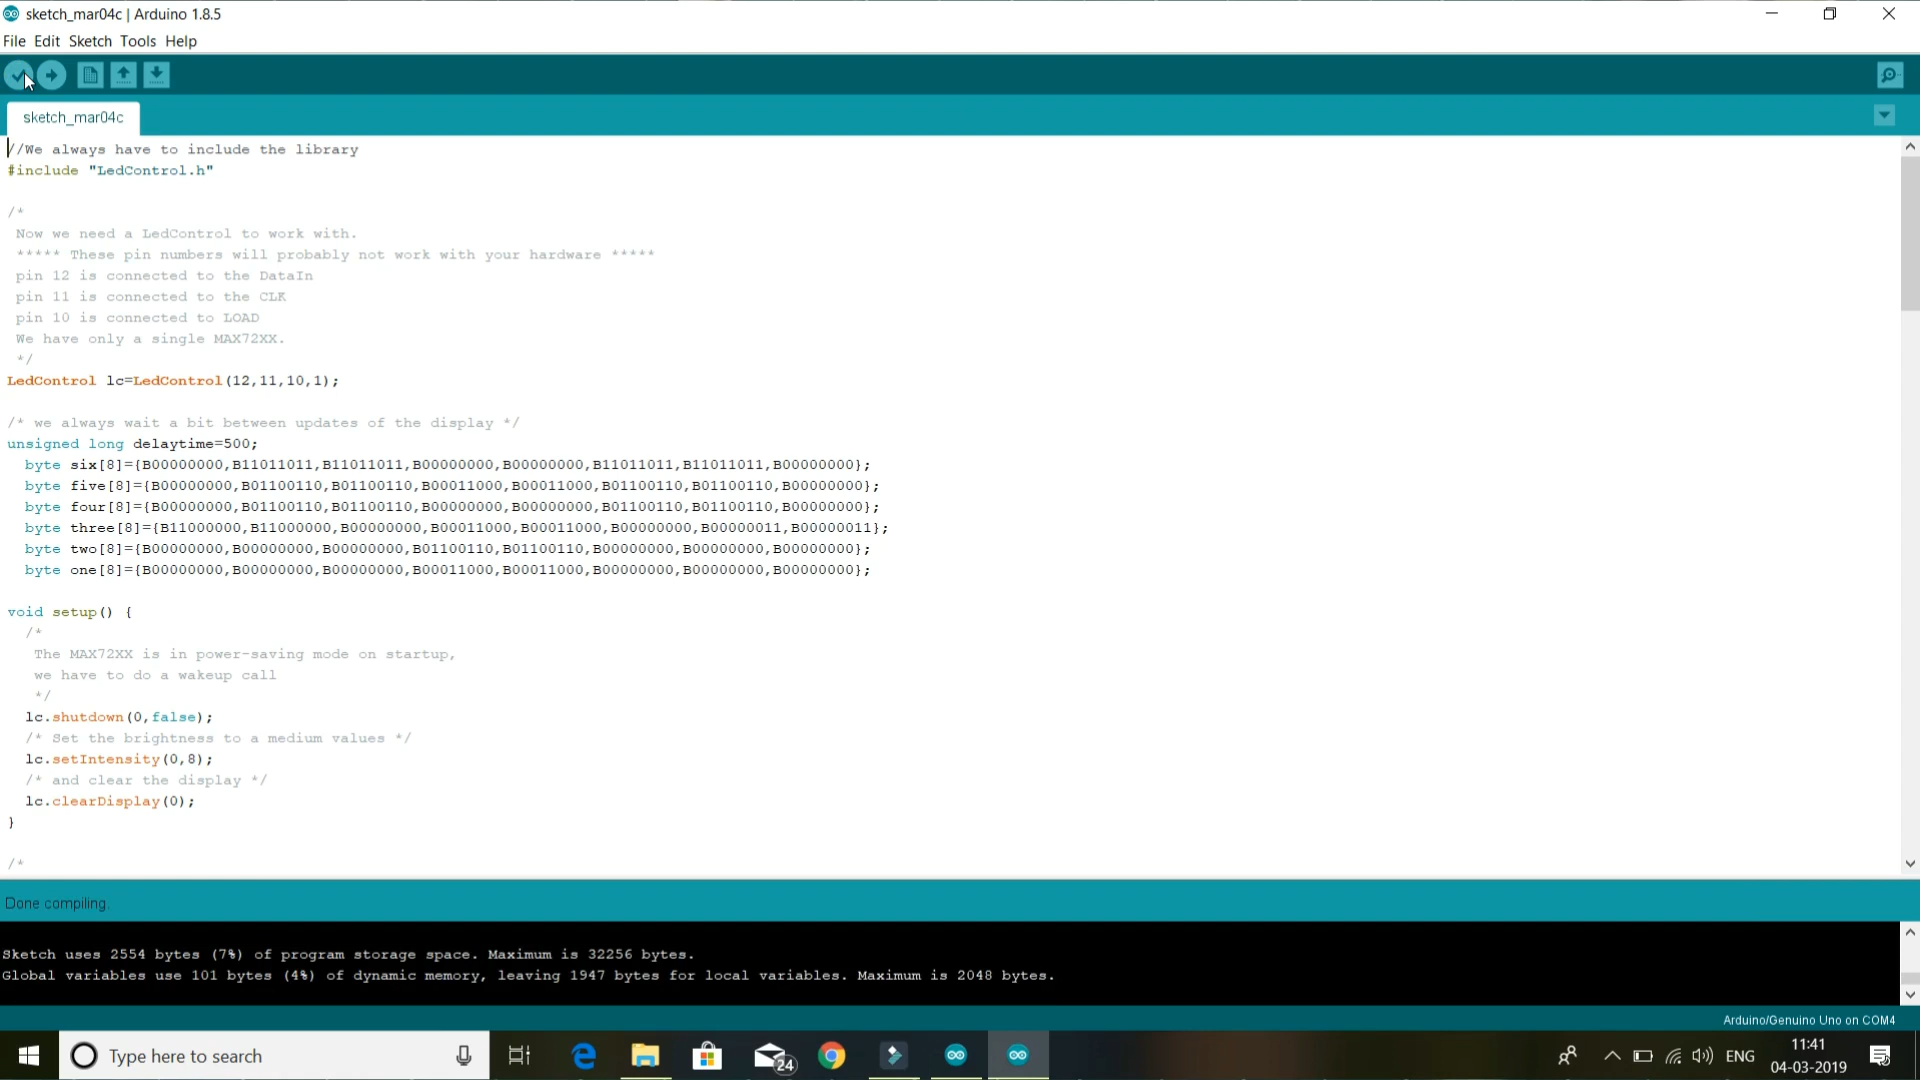 sketch_mar04c | Arduino 1.8.5
File Edit Sketch Tools Help
sketch_mar04c
//We always have to include the library
#include "LedControl.h"
/*
Now we need a LedControl to work with.
***** These pin numbers will probably not work with your hardware *****
pin 12 is connected to the DataIn
pin 11 is connected to the CLK
pin 10 is connected to LOAD
We have only a single MAX72XX.
*/
LedControl lc=LedControl(12,11,10,1);
/* we always wait a bit between updates of the display */
unsigned long delaytime=500;
byte six[8]={B00000000,B11011011,B11011011,B00000000,B00000000,B11011011,B11011011,B00000000};
byte five[8]={B00000000,B01100110,B01100110,B00011000,B00011000,B01100110,B01100110,B00000000};
byte four[8]={B00000000,B01100110,B01100110,B00000000,B00000000,B01100110,B01100110,B00000000};
byte three[8]={B11000000,B11000000,B00000000,B00011000,B00011000,B00000000,B00000011,B00000011};
byte two[8]={B00000000,B00000000,B00000000,B01100110,B01100110,B00000000,B00000000,B00000000};
byte one[8]={B00000000,B00000000,B00000000,B00011000,B00011000,B00000000,B00000000,B00000000};
void setup() {
/*
The MAX72XX is in power-saving mode on startup,
we have to do a wakeup call
*/
lc.shutdown(0,false);
/* Set the brightness to a medium values */
lc.setIntensity(0,8);
/* and clear the display */
lc.clearDisplay(0);
}
/*
Done compiling.
Sketch uses 2554 bytes (7%) of program storage space. Maximum is 32256 bytes.
Global variables use 101 bytes (4%) of dynamic memory, leaving 1947 bytes for local variables. Maximum is 2048 bytes.
Arduino/Genuino Uno on COM4
Type here to search
24
ENG
11:41
04-03-2019